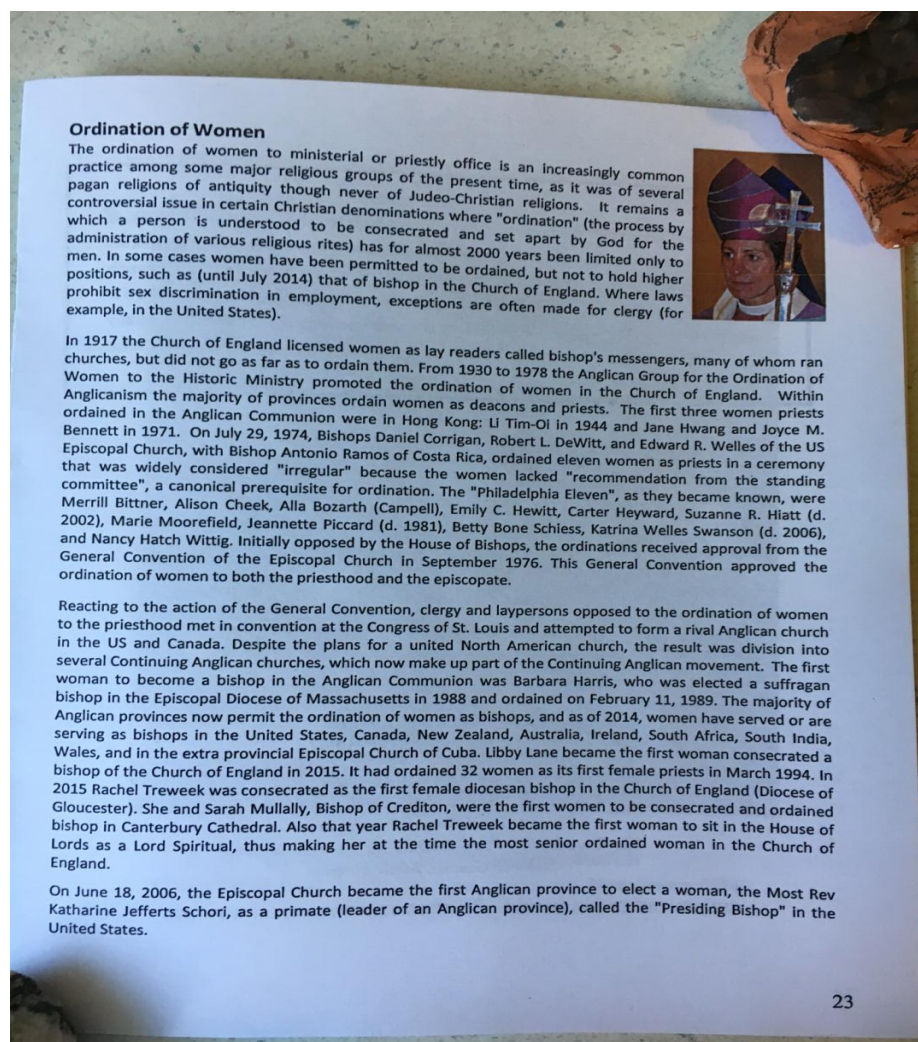 Ordination of Women
The ordination of women to ministerial or priestly office is an increasingly common
practice among some major religious groups of the present time, as it was of several
pagan religions of antiquity though never of Judeo-Christian religions. It remains a
controversial issue in certain Christian denominations where "ordination" (the process by
which a person is understood to be consecrated and set apart by God for the
administration of various religious rites) has for almost 2000 years been limited only to
men. In some cases women have been permitted to be ordained, but not to hold higher
positions, such as (until July 2014) that of bishop in the Church of England. Where laws
prohibit sex discrimination in employment, exceptions are often made for clergy (for
example, in the United States).
In 1917 the Church of England licensed women as lay readers called bishop's messengers, many of whom ran
churches, but did not go as far as to ordain them. From 1930 to 1978 the Anglican Group for the Ordination of
Women to the Historic Ministry promoted the ordination of women in the Church of England. Within
Anglicanism the majority of provinces ordain women as deacons and priests. The first three women priests
ordained in the Anglican Communion were in Hong Kong: Li Tim-Oi in 1944 and Jane Hwang and Joyce M.
Bennett in 1971. On July 29, 1974, Bishops Daniel Corrigan, Robert L. DeWitt, and Edward R. Welles of the US
Episcopal Church, with Bishop Antonio Ramos of Costa Rica, ordained eleven women as priests in a ceremony
that was widely considered "irregular" because the women lacked "recommendation from the standing
committee", a canonical prerequisite for ordination. The "Philadelphia Eleven", as they became known, were
Merrill Bittner, Alison Cheek, Alla Bozarth (Campell), Emily C. Hewitt, Carter Heyward, Suzanne R. Hiatt (d.
2002), Marie Moorefield, Jeannette Piccard (d. 1981), Betty Bone Schiess, Katrina Welles Swanson (d. 2006),
and Nancy Hatch Wittig. Initially opposed by the House of Bishops, the ordinations received approval from the
General Convention of the Episcopal Church in September 1976. This General Convention approved the
ordination of women to both the priesthood and the episcopate.
Reacting to the action of the General Convention, clergy and laypersons opposed to the ordination of women
to the priesthood met in convention at the Congress of St. Louis and attempted to form a rival Anglican church
in the US and Canada. Despite the plans for a united North American church, the result was division into
several Continuing Anglican churches, which now make up part of the Continuing Anglican movement. The first
woman to become a bishop in the Anglican Communion was Barbara Harris, who was elected a suffragan
bishop in the Episcopal Diocese of Massachusetts in 1988 and ordained on February 11, 1989. The majority of
Anglican provinces now permit the ordination of women as bishops, and as of 2014, women have served or are
serving as bishops in the United States, Canada, New Zealand, Australia, Ireland, South Africa, South India,
Wales, and in the extra provincial Episcopal Church of Cuba. Libby Lane became the first woman consecrated a
bishop of the Church of England in 2015. It had ordained 32 women as its first female priests in March 1994. In
2015 Rachel Treweek was consecrated as the first female diocesan bishop in the Church of England (Diocese of
Gloucester). She and Sarah Mullally, Bishop of Crediton, were the first women to be consecrated and ordained
bishop in Canterbury Cathedral. Also that year Rachel Treweek became the first woman to sit in the House of
Lords as a Lord Spiritual, thus making her at the time the most senior ordained woman in the Church of
England.
On June 18, 2006, the Episcopal Church became the first Anglican province to elect a woman, the Most Rev
Katharine Jefferts Schori, as a primate (leader of an Anglican province), called the "Presiding Bishop" in the
United States.
23